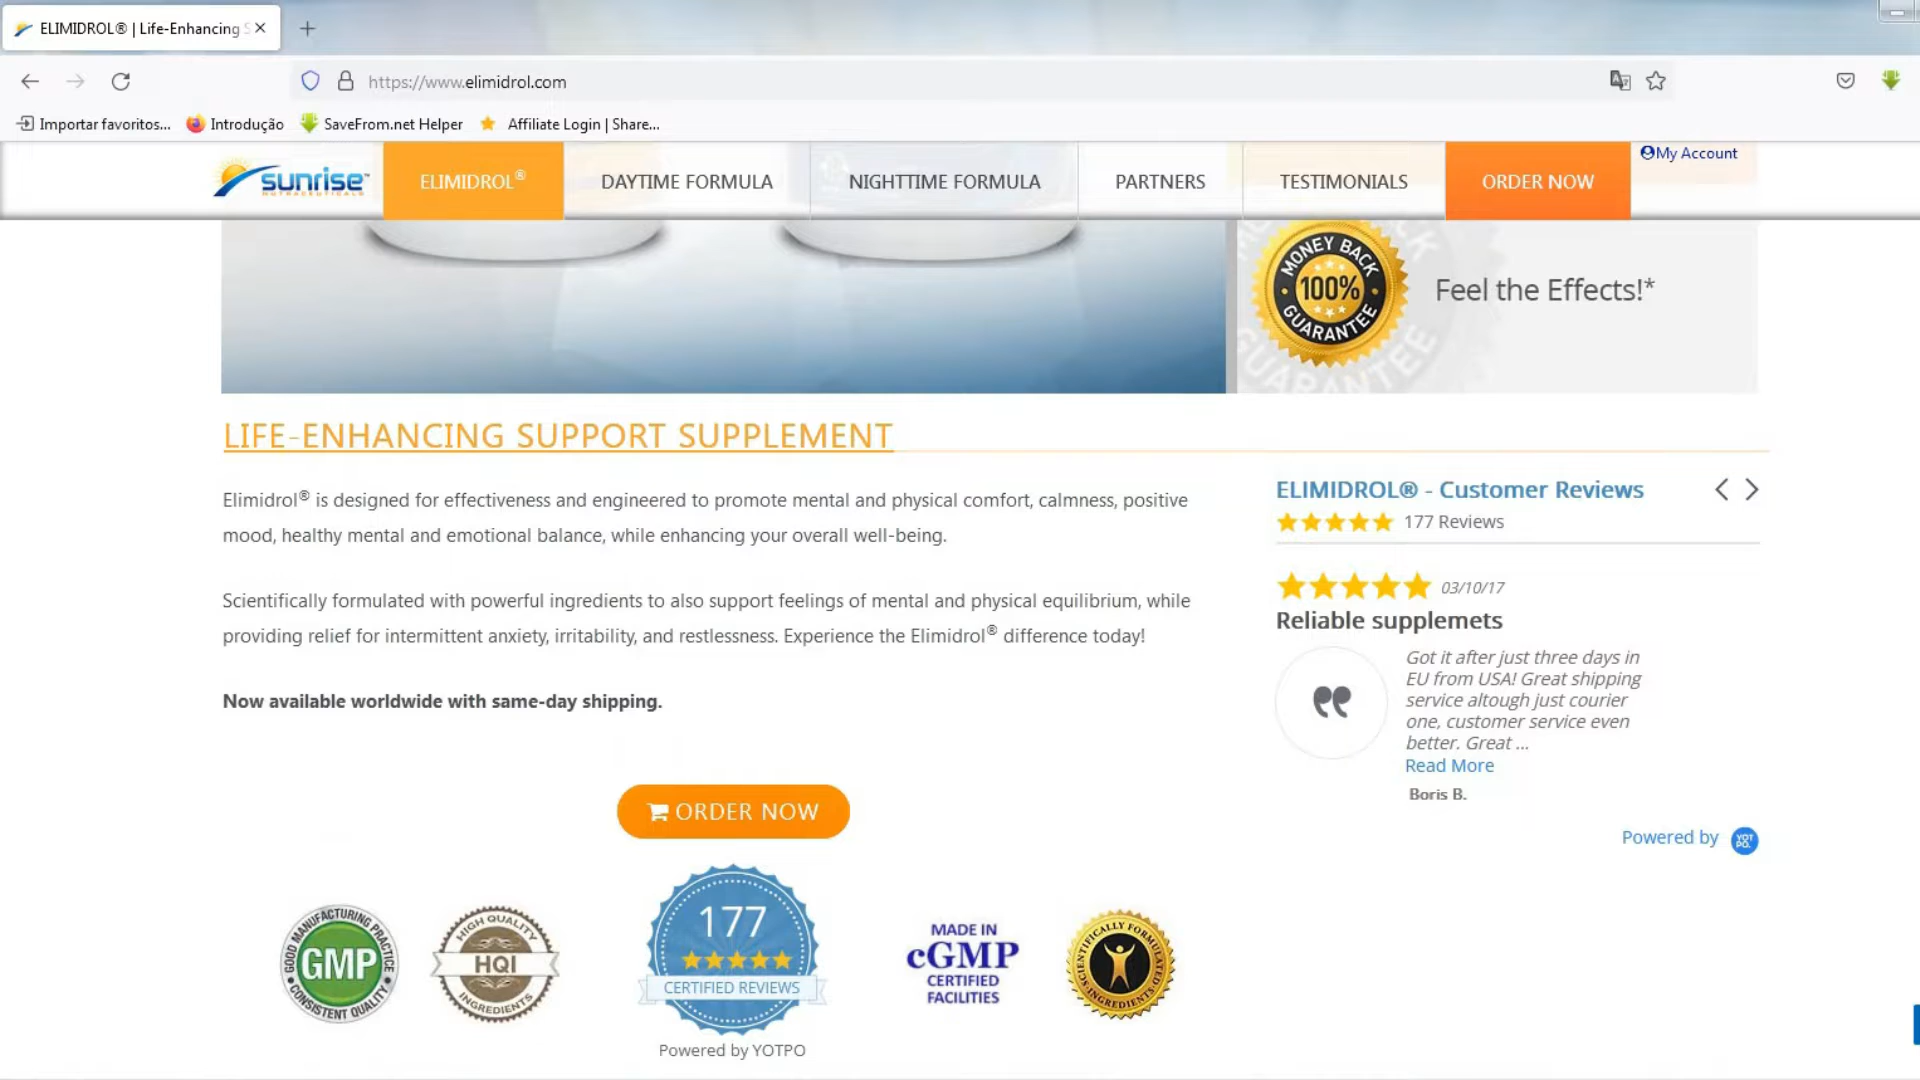 ELIMIDROL® | Life-Enhancing S
https://www.elimidrol.com
Importar favoritos...
Introdução
SaveFrom.net Helper
Affiliate Login | Share...
sunrise™
NUTRACEUTICALS
ELIMIDROL®
DAYTIME FORMULA
NIGHTTIME FORMULA
PARTNERS
TESTIMONIALS
ORDER NOW
My Account
MONEY BACK
100%
GUARANTEE
GUARANTEE
Feel the Effects!*
LIFE-ENHANCING SUPPORT SUPPLEMENT
Elimidrol® is designed for effectiveness and engineered to promote mental and physical comfort, calmness, positive
mood, healthy mental and emotional balance, while enhancing your overall well-being.
Scientifically formulated with powerful ingredients to also support feelings of mental and physical equilibrium, while
providing relief for intermittent anxiety, irritability, and restlessness. Experience the Elimidrol® difference today!
Now available worldwide with same-day shipping.
ORDER NOW
ELIMIDROL® - Customer Reviews
177 Reviews
03/10/17
Reliable supplemets
Got it after just three days in
EU from USA! Great shipping
service altough just courier
one, customer service even
better. Great ...
Read More
Boris B.
Powered by
YOT
PO.
GOOD MANUFACTURING PRACTICE
GMP
CONSISTENT QUALITY
HIGH QUALITY
HQI
INGREDIENTS
177
CERTIFIED REVIEWS
Powered by YOTPO
MADE IN
cGMP
CERTIFIED
FACILITIES
SCIENTIFICALLY FORMULATED
INGREDIENTS